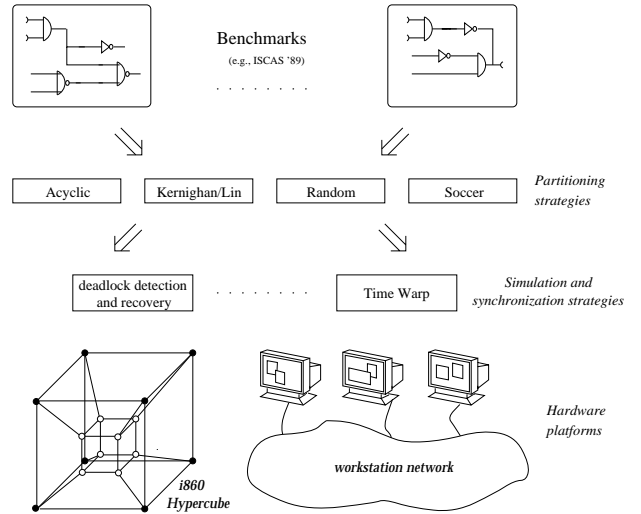 Benchmarks
(e.g., ISCAS '89)
. . . . . . . .
Acyclic
Kernighan/Lin
Random
Soccer
Partitioning
strategies
deadlock detection
and recovery
. . . . . . . .
Time Warp
Simulation and
synchronization strategies
Hardware
platforms
i860
Hypercube
workstation network